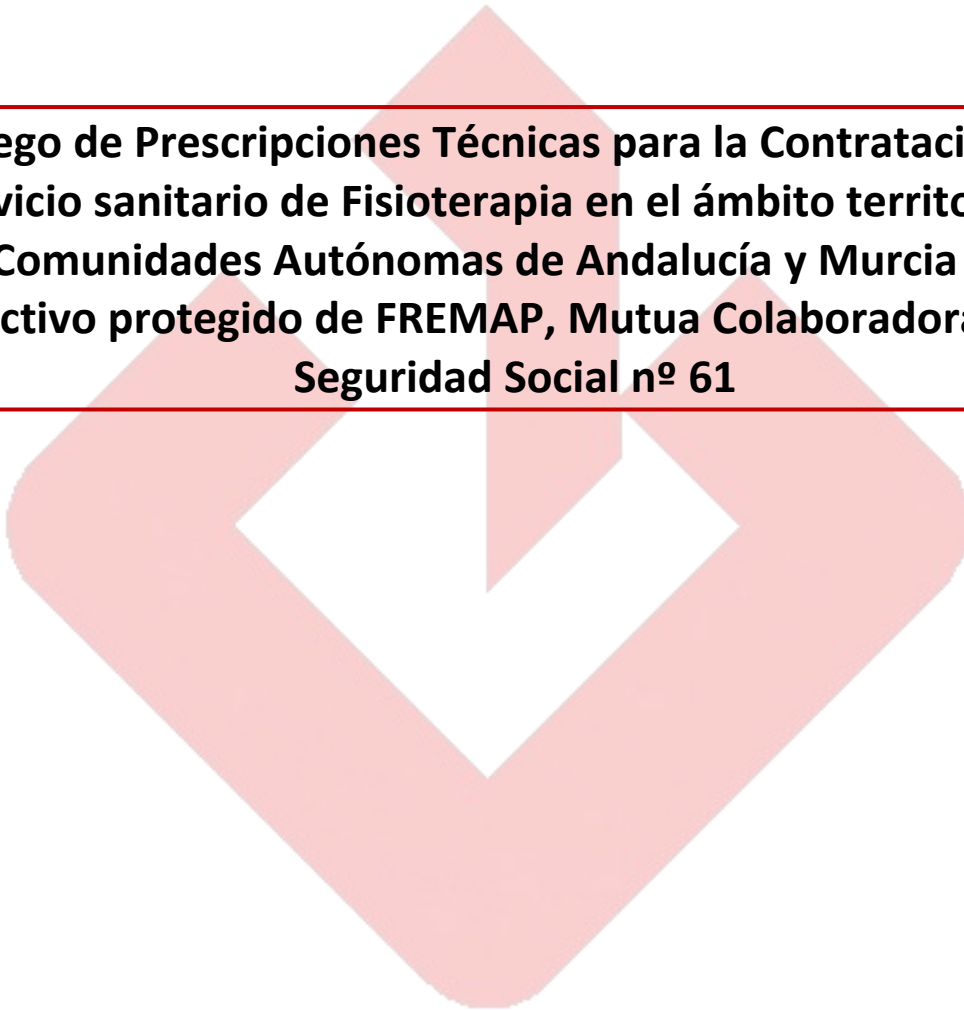 ego de Prescripciones Técnicas para la Contrataci
vicio sanitario de Fisioterapia en el ámbito territo
Comunidades Autónomas de Andalucía y Murcia
ctivo protegido de FREMAP, Mutua Colaboradora
Seguridad Social nº 61